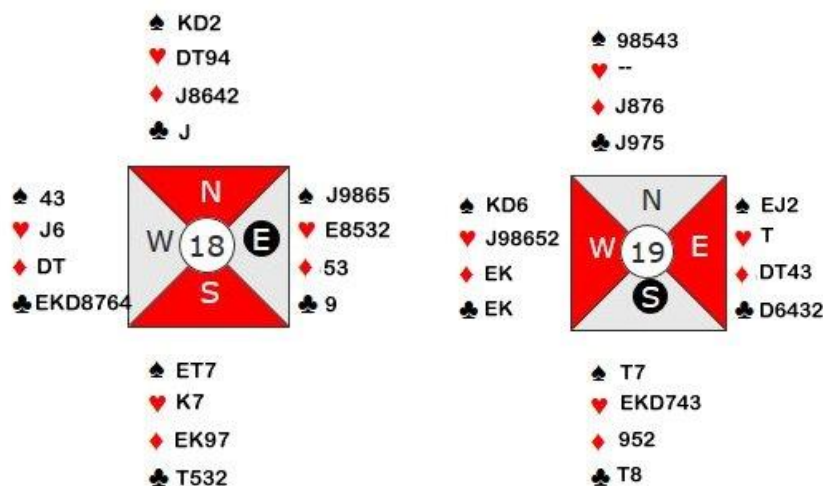 ♠ KD2
♥ DT94
♦ J8642
♣ J
♠ 43
♥ J6
♦ DT
♣ EKD8764
N
W 18 E
S
♠ J9865
♥ E8532
♦ 53
♣ 9
♠ ET7
♥ K7
♦ EK97
♣ T532
♠ 98543
♥ --
♦ J876
♣ J975
♠ KD6
♥ J98652
♦ EK
♣ EK
N
W 19 E
S
♠ EJ2
♥ T
♦ DT43
♣ D6432
♠ T7
♥ EKD743
♦ 952
♣ T8